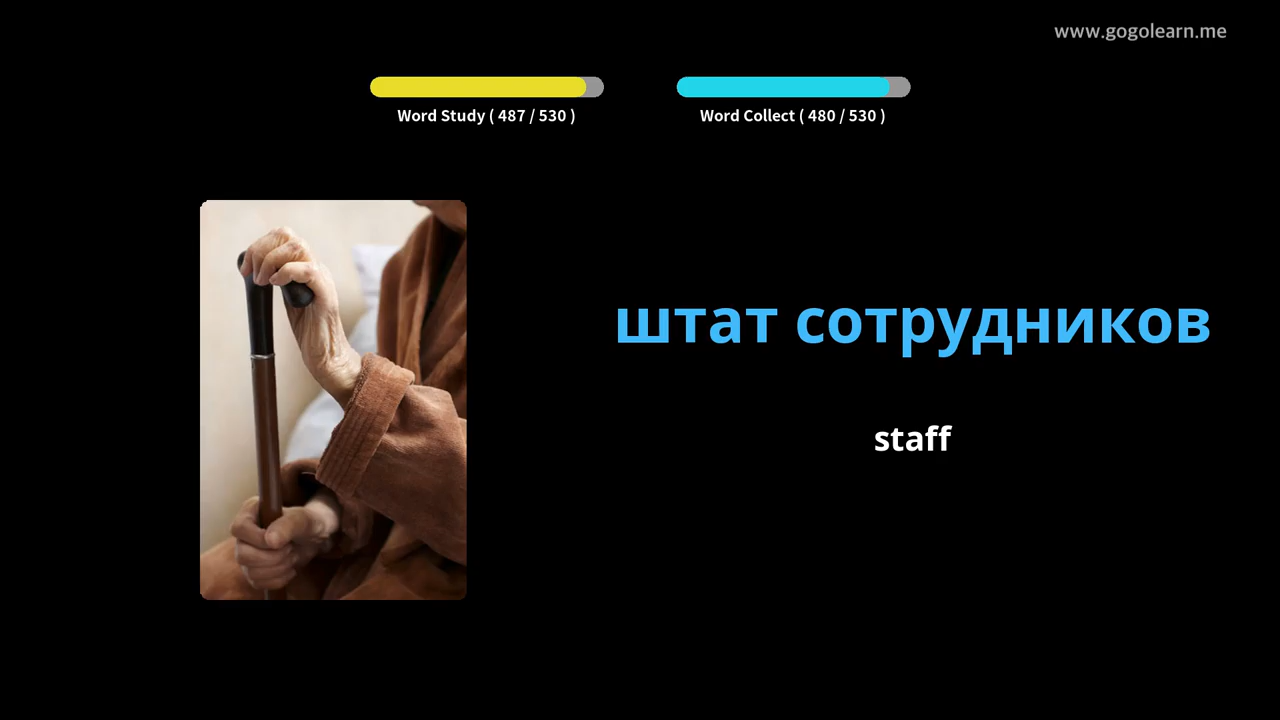 www.gogolearn.me
Word Study ( 487 / 530 )
Word Collect ( 480 / 530 )
штат сотрудников
staff